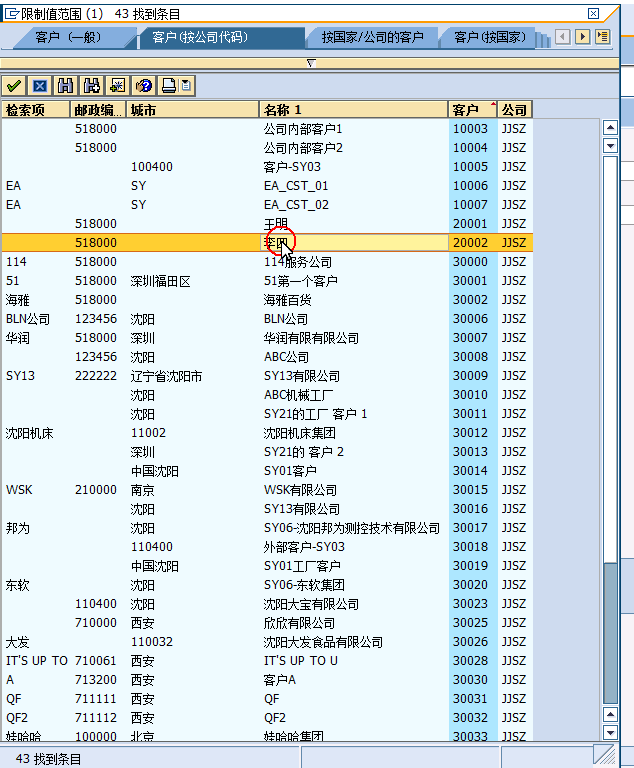 限制值范围 (1) 43 找到条目
客户 (一般) 客户 (按公司代码) 按国家/公司的客户 客户 (按国家)
检索项 邮政编... 城市 名称 1 客户 公司
518000 公司内部客户1 10003 JJSZ
518000 公司内部客户2 10004 JJSZ
100400 客户-SY03 10005 JJSZ
EA SY EA_CST_01 10006 JJSZ
EA SY EA_CST_02 10007 JJSZ
518000 王明 20001 JJSZ
518000 李四 20002 JJSZ
114 518000 114服务公司 30000 JJSZ
51 518000 深圳福田区 51第一个客户 30001 JJSZ
海雅 518000 海雅百货 30002 JJSZ
BLN公司 123456 沈阳 BLN公司 30006 JJSZ
华润 518000 深圳 华润有限有限公司 30007 JJSZ
123456 沈阳 ABC公司 30008 JJSZ
SY13 222222 辽宁省沈阳市 SY13有限公司 30009 JJSZ
沈阳 ABC机械工厂 30010 JJSZ
沈阳 SY21的工厂 客户 1 30011 JJSZ
沈阳机床 11002 沈阳机床集团 30012 JJSZ
深圳 SY21的 客户 2 30013 JJSZ
中国沈阳 SY01客户 30014 JJSZ
WSK 210000 南京 WSK有限公司 30015 JJSZ
沈阳 SY13有限公司 30016 JJSZ
邦为 沈阳 SY06-沈阳邦为测控技术有限公司 30017 JJSZ
110400 外部客户-SY03 30018 JJSZ
中国沈阳 SY01工厂客户 30019 JJSZ
东软 沈阳 SY06-东软集团 30020 JJSZ
110400 沈阳 沈阳大宝有限公司 30023 JJSZ
710000 西安 欣欣有限公司 30025 JJSZ
大发 110032 沈阳大发食品有限公司 30026 JJSZ
IT'S UP TO 710061 西安 IT'S UP TO U 30028 JJSZ
A 713200 西安 客户A 30030 JJSZ
QF 711111 西安 QF 30031 JJSZ
QF2 711112 西安 QF2 30032 JJSZ
娃哈哈 100000 北京 娃哈哈集团 30033 JJSZ
43 找到条目